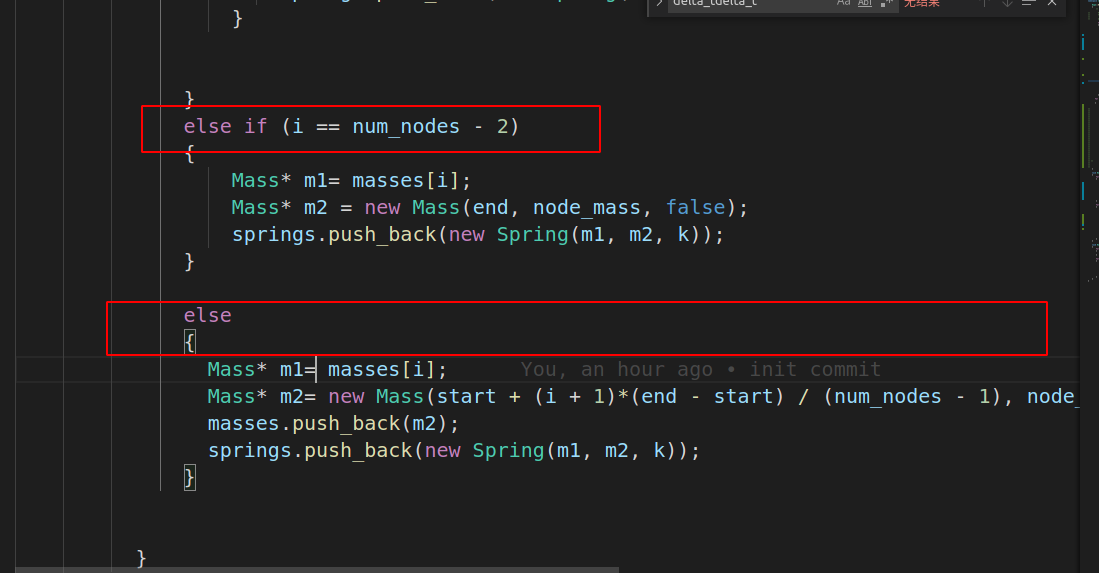 delta_tdelta_t Aa Abl .* 无结果
}
}
else if (i == num_nodes - 2)
{
Mass* m1= masses[i];
Mass* m2 = new Mass(end, node_mass, false);
springs.push_back(new Spring(m1, m2, k));
}
else
{
Mass* m1= masses[i]; You, an hour ago • init commit
Mass* m2= new Mass(start + (i + 1)*(end - start) / (num_nodes - 1), node_
masses.push_back(m2);
springs.push_back(new Spring(m1, m2, k));
}
}